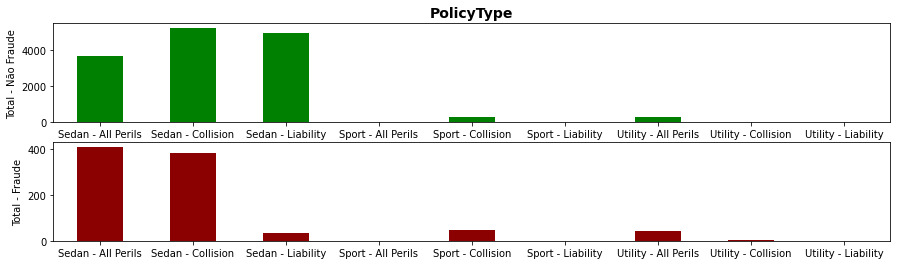 PolicyType
Total - Não Fraude
4000
2000
0
Sedan - All Perils Sedan - Collision Sedan - Liability Sport - All Perils Sport - Collision Sport - Liability Utility - All Perils Utility - Collision Utility - Liability
Total - Fraude
400
200
0
Sedan - All Perils Sedan - Collision Sedan - Liability Sport - All Perils Sport - Collision Sport - Liability Utility - All Perils Utility - Collision Utility - Liability